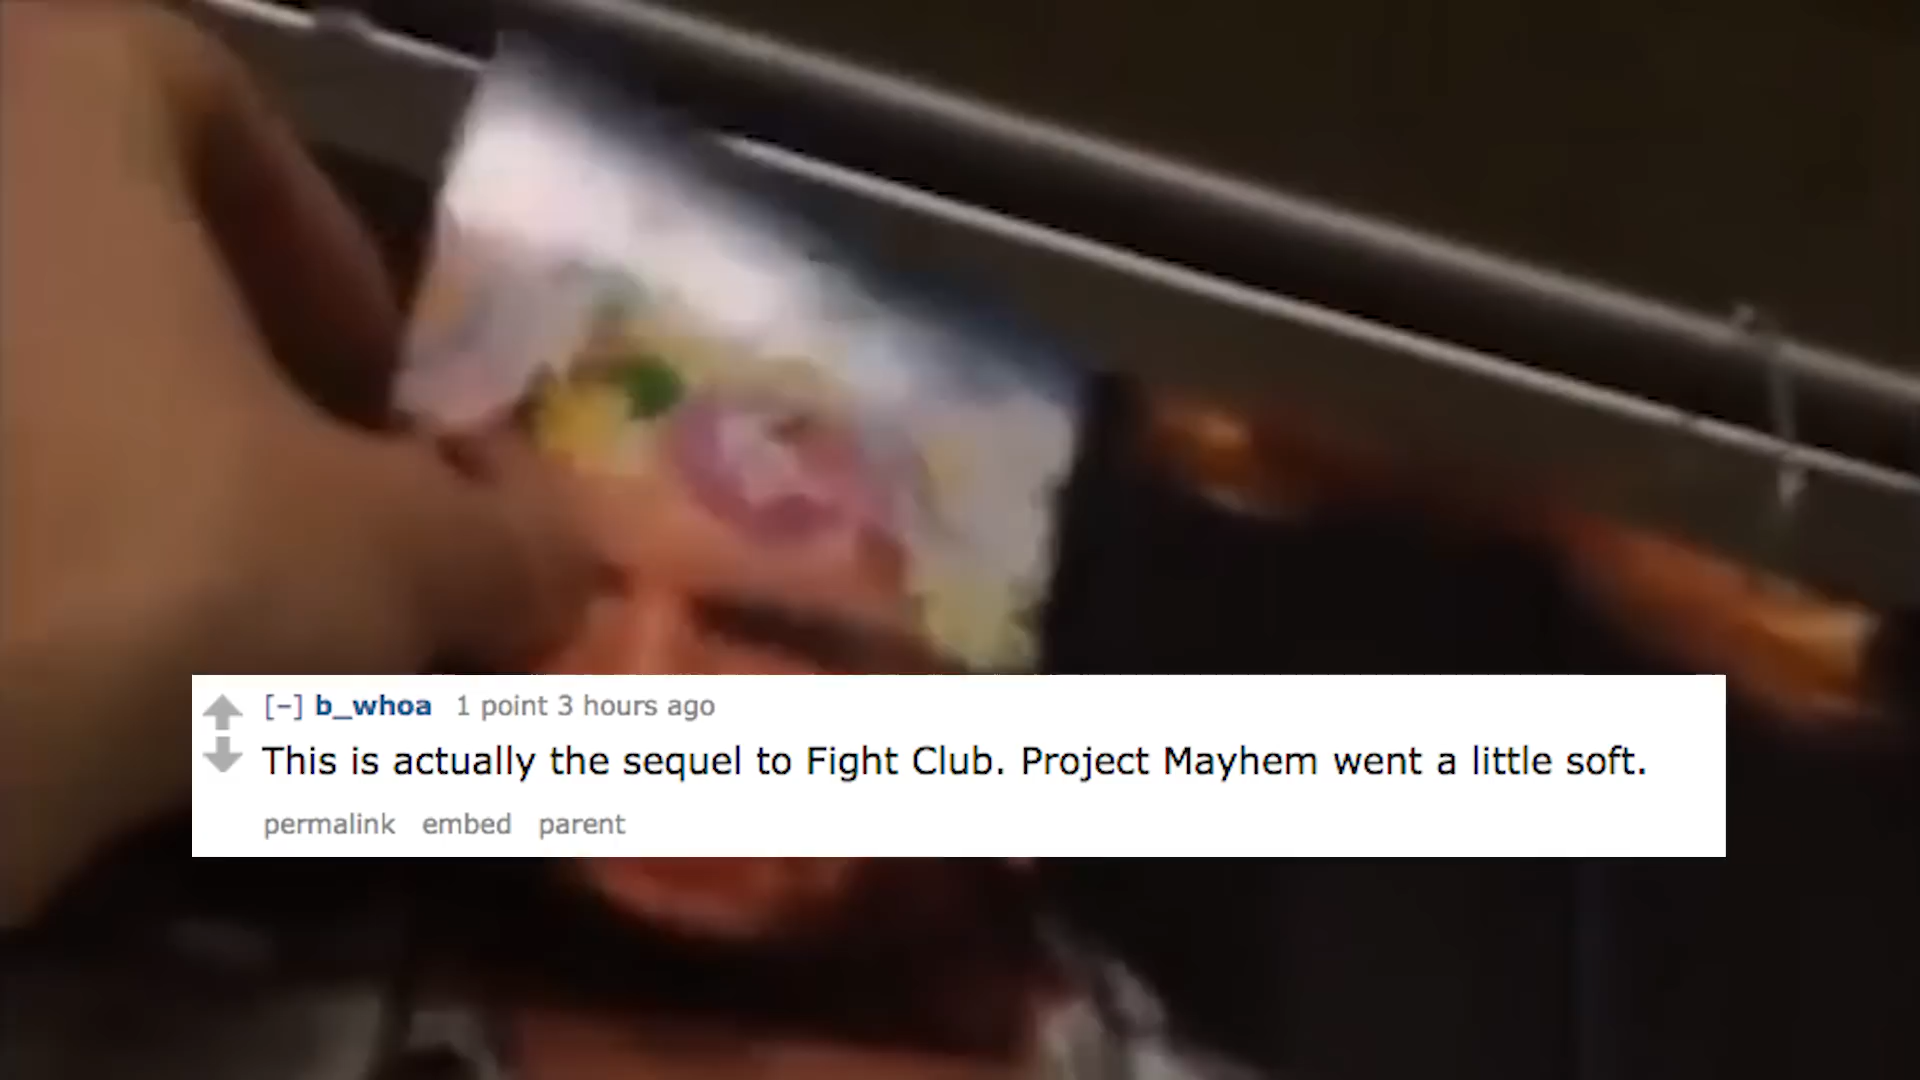 [-] b_whoa 1 point 3 hours ago
This is actually the sequel to Fight Club. Project Mayhem went a little soft.
permalink embed parent